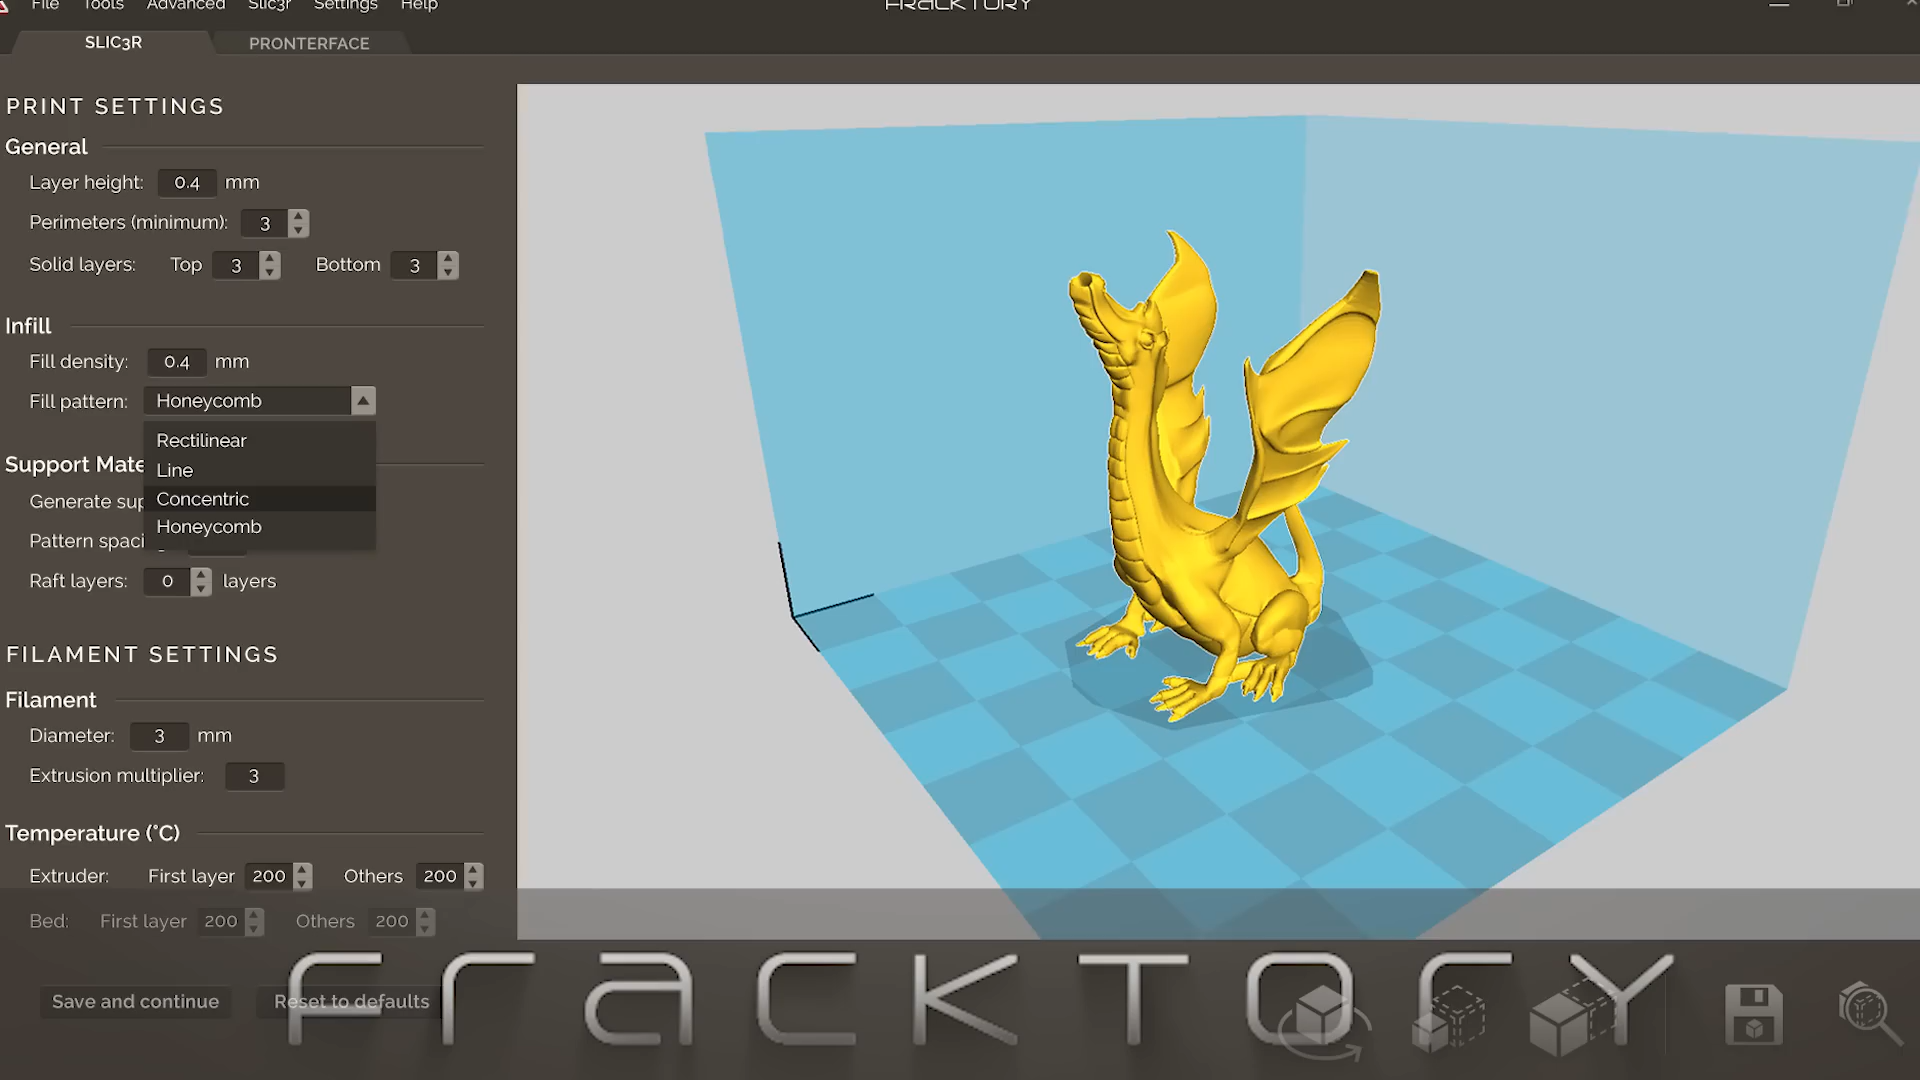 File Tools Advanced Slic3r Settings Help
FRACKTORY
SLIC3R PRONTERFACE
PRINT SETTINGS
General
Layer height: 0.4 mm
Perimeters (minimum): 3
Solid layers: Top 3 Bottom 3
Infill
Fill density: 0.4 mm
Fill pattern: Honeycomb
Rectilinear
Line
Concentric
Honeycomb
Support Mate
Generate sup
Pattern spaci
Raft layers: 0 layers
FILAMENT SETTINGS
Filament
Diameter: 3 mm
Extrusion multiplier: 3
Temperature (°C)
Extruder: First layer 200 Others 200
Bed: First layer 200 Others 200
Save and continue Reset to defaults
FRACKTORY